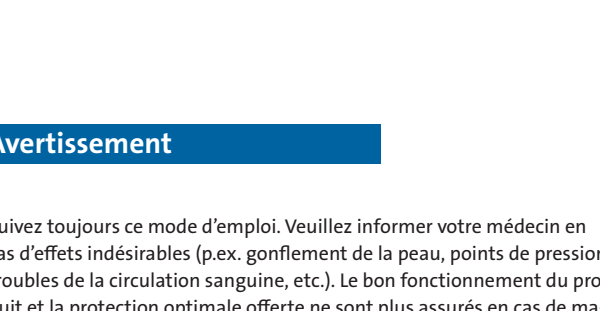 Avertissement
uivez toujours ce mode d'emploi. Veuillez informer votre médecin en
as d'effets indésirables (p.ex. gonflement de la peau, points de pression
roubles de la circulation sanguine, etc.). Le bon fonctionnement du pro
uit et la protection optimale offerte ne sont plus assurés en cas de ma-